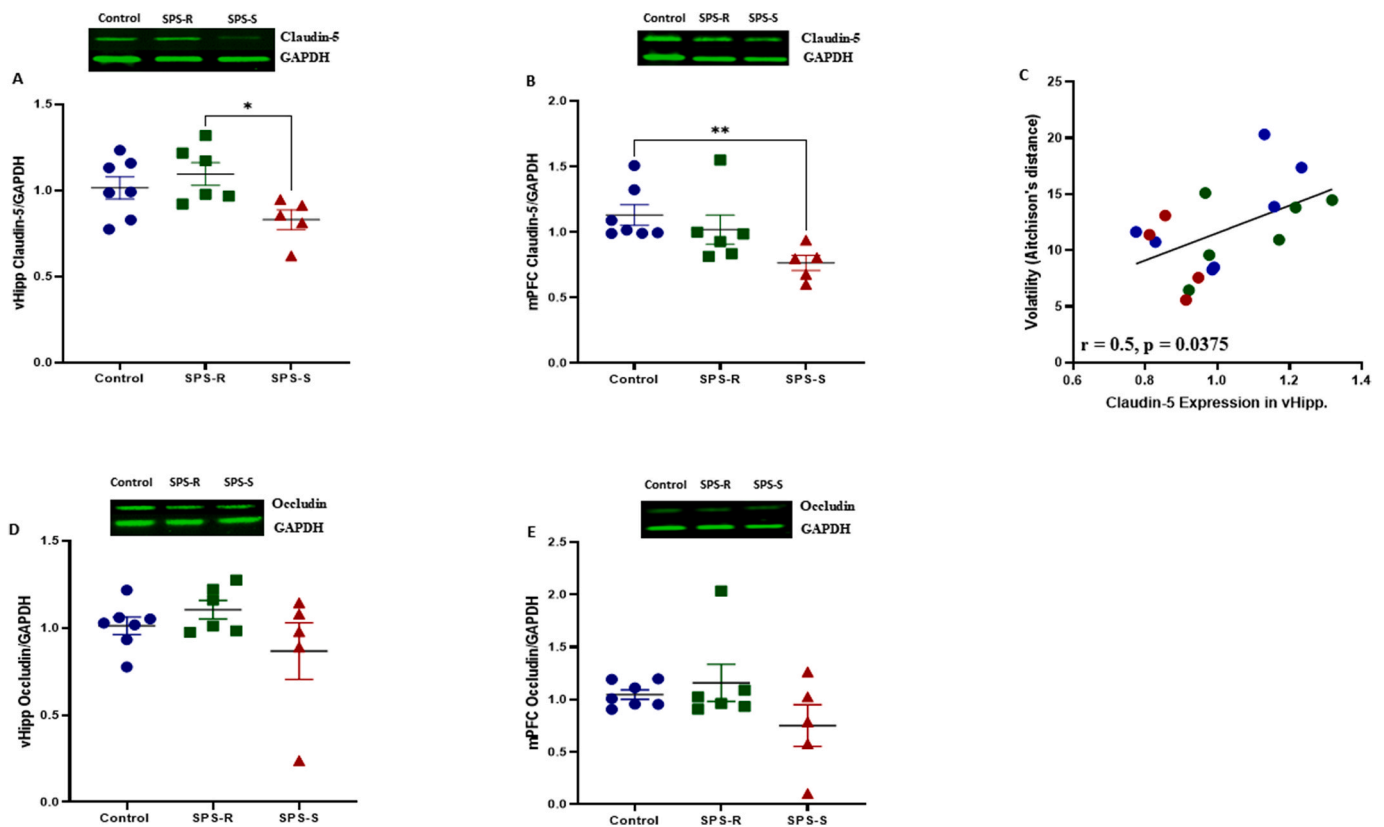 Control SPS-R SPS-S
Claudin-5
GAPDH
A
*
1.5
1.0
0.5
0.0
vHipp Claudin-5/GAPDH
Control SPS-R SPS-S
Control SPS-R SPS-S
Claudin-5
GAPDH
B
**
2.0
1.5
1.0
0.5
0.0
mPFC Claudin-5/GAPDH
Control SPS-R SPS-S
C
25
20
15
10
5
0
Volatility (Aitchison's distance)
r = 0.5, p = 0.0375
0.6 0.8 1.0 1.2 1.4
Claudin-5 Expression in vHipp.
Control SPS-R SPS-S
Occludin
GAPDH
D
1.5
1.0
0.5
0.0
vHipp Occludin/GAPDH
Control SPS-R SPS-S
Control SPS-R SPS-S
Occludin
GAPDH
E
2.5
2.0
1.5
1.0
0.5
0.0
mPFC Occludin/GAPDH
Control SPS-R SPS-S